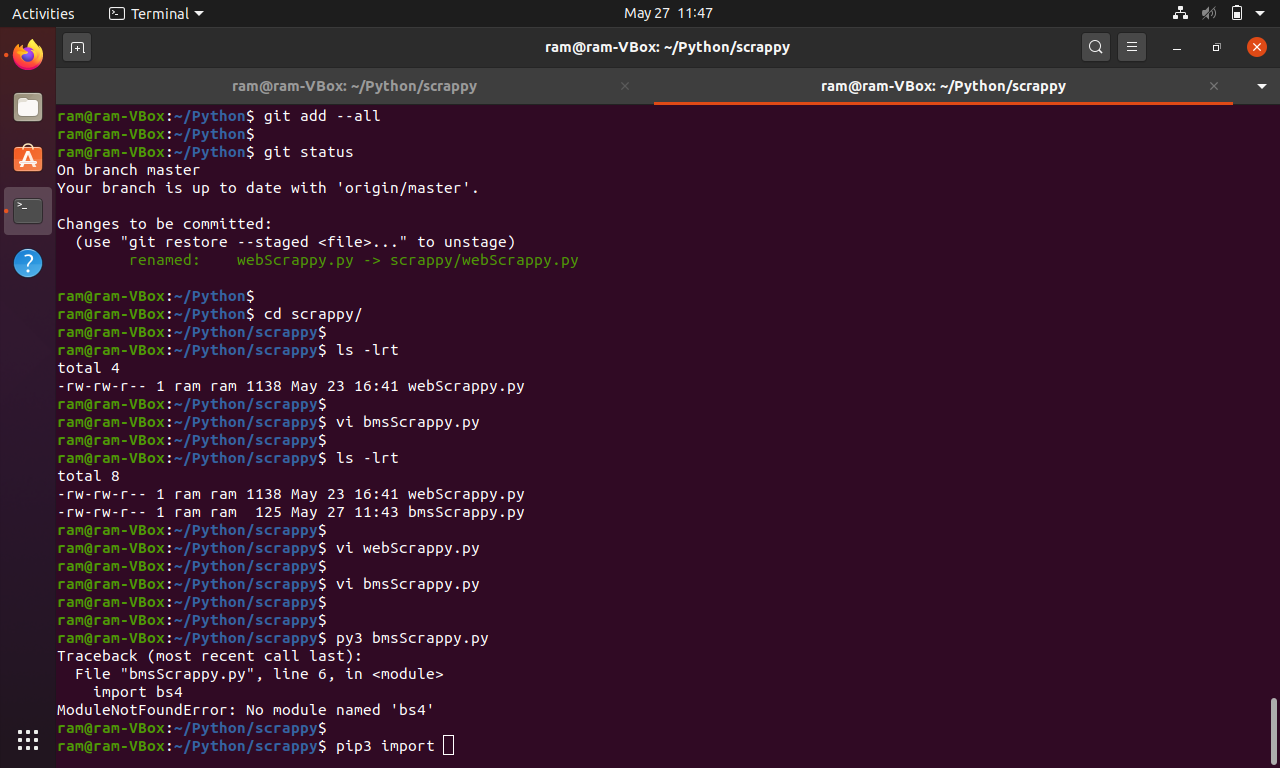 Activities
Terminal
May 27 11:47
ram@ram-VBox: ~/Python/scrappy
ram@ram-VBox: ~/Python/scrappy
ram@ram-VBox: ~/Python/scrappy
ram@ram-VBox:~/Python$ git add --all
ram@ram-VBox:~/Python$
ram@ram-VBox:~/Python$ git status
On branch master
Your branch is up to date with 'origin/master'.
Changes to be committed:
  (use "git restore --staged <file>..." to unstage)
        renamed:    webScrappy.py -> scrappy/webScrappy.py
ram@ram-VBox:~/Python$
ram@ram-VBox:~/Python$ cd scrappy/
ram@ram-VBox:~/Python/scrappy$
ram@ram-VBox:~/Python/scrappy$ ls -lrt
total 4
-rw-rw-r-- 1 ram ram 1138 May 23 16:41 webScrappy.py
ram@ram-VBox:~/Python/scrappy$
ram@ram-VBox:~/Python/scrappy$ vi bmsScrappy.py
ram@ram-VBox:~/Python/scrappy$
ram@ram-VBox:~/Python/scrappy$ ls -lrt
total 8
-rw-rw-r-- 1 ram ram 1138 May 23 16:41 webScrappy.py
-rw-rw-r-- 1 ram ram  125 May 27 11:43 bmsScrappy.py
ram@ram-VBox:~/Python/scrappy$
ram@ram-VBox:~/Python/scrappy$ vi webScrappy.py
ram@ram-VBox:~/Python/scrappy$
ram@ram-VBox:~/Python/scrappy$ vi bmsScrappy.py
ram@ram-VBox:~/Python/scrappy$
ram@ram-VBox:~/Python/scrappy$
ram@ram-VBox:~/Python/scrappy$ py3 bmsScrappy.py
Traceback (most recent call last):
  File "bmsScrappy.py", line 6, in <module>
    import bs4
ModuleNotFoundError: No module named 'bs4'
ram@ram-VBox:~/Python/scrappy$
ram@ram-VBox:~/Python/scrappy$ pip3 import